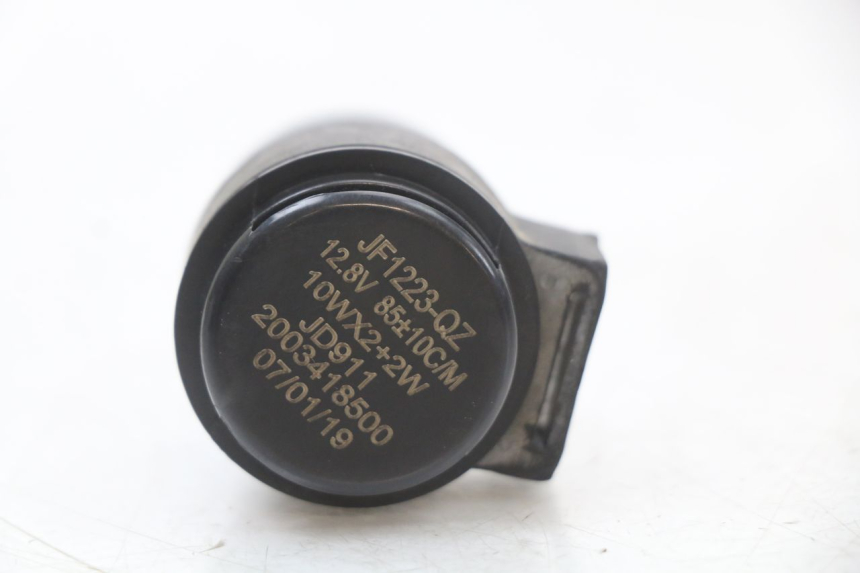 JF1223-QZ
12.8V 85±10C/M
10WX2+2W
JD911
2003418500
07/01/19